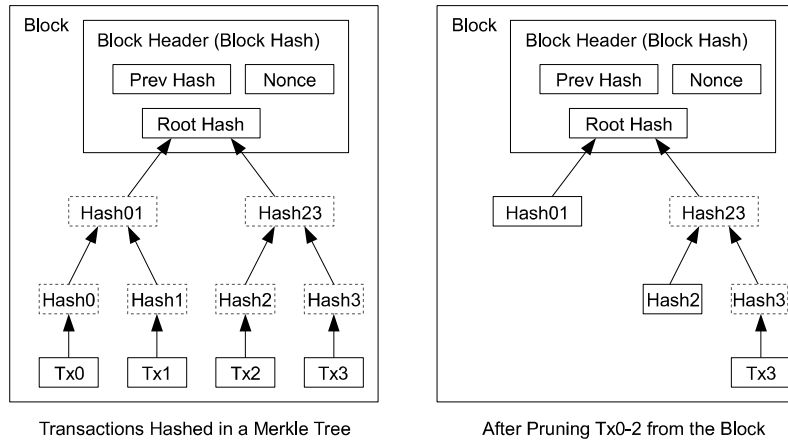 Block
Block Header (Block Hash)
Prev Hash
Nonce
Root Hash
Hash01
Hash23
Hash0
Hash1
Hash2
Hash3
Tx0
Tx1
Tx2
Tx3
Transactions Hashed in a Merkle Tree
Block
Block Header (Block Hash)
Prev Hash
Nonce
Root Hash
Hash01
Hash23
Hash2
Hash3
Tx3
After Pruning Tx0-2 from the Block